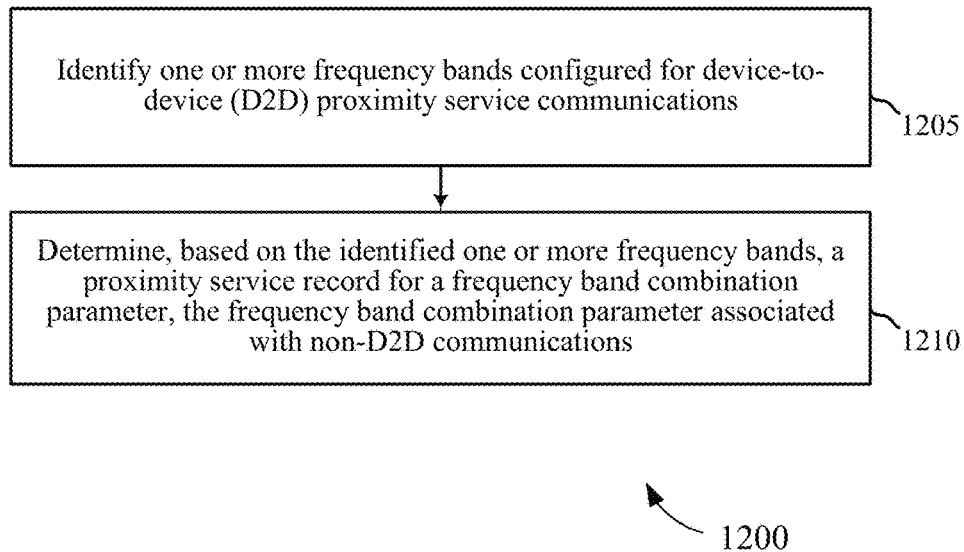 Identify one or more frequency bands configured for device-to-
device (D2D) proximity service communications
1205
Determine, based on the identified one or more frequency bands, a
proximity service record for a frequency band combination
parameter, the frequency band combination parameter associated
with non-D2D communications
1210
1200